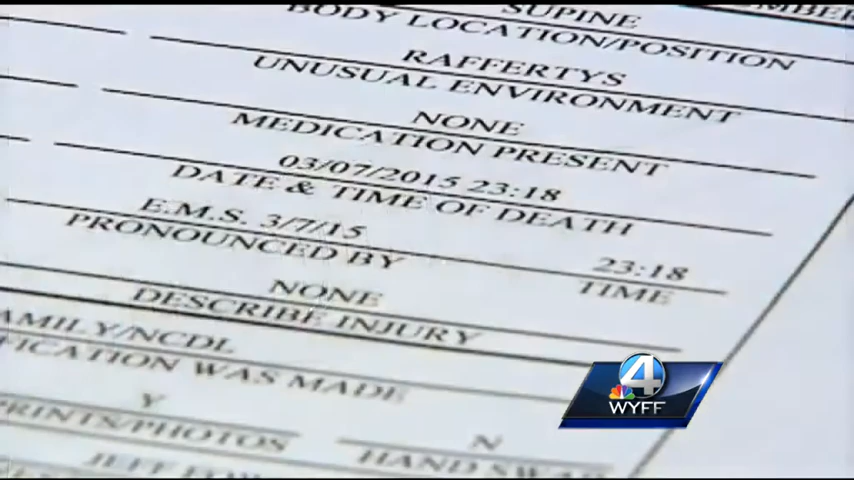 SUPINE
BODY LOCATION/POSITION
RAFFERTYS
UNUSUAL ENVIRONMENT
NONE
MEDICATION PRESENT
03/07/2015 23:18
DATE & TIME OF DEATH
E.M.S. 3/7/15 23:18
PRONOUNCED BY TIME
NONE
DESCRIBE INJURY
AMILY/NCDL
FICATION WAS MADE
Y N
PRINTS/PHOTOS HAND SWAB
JEFF
4
WYFF